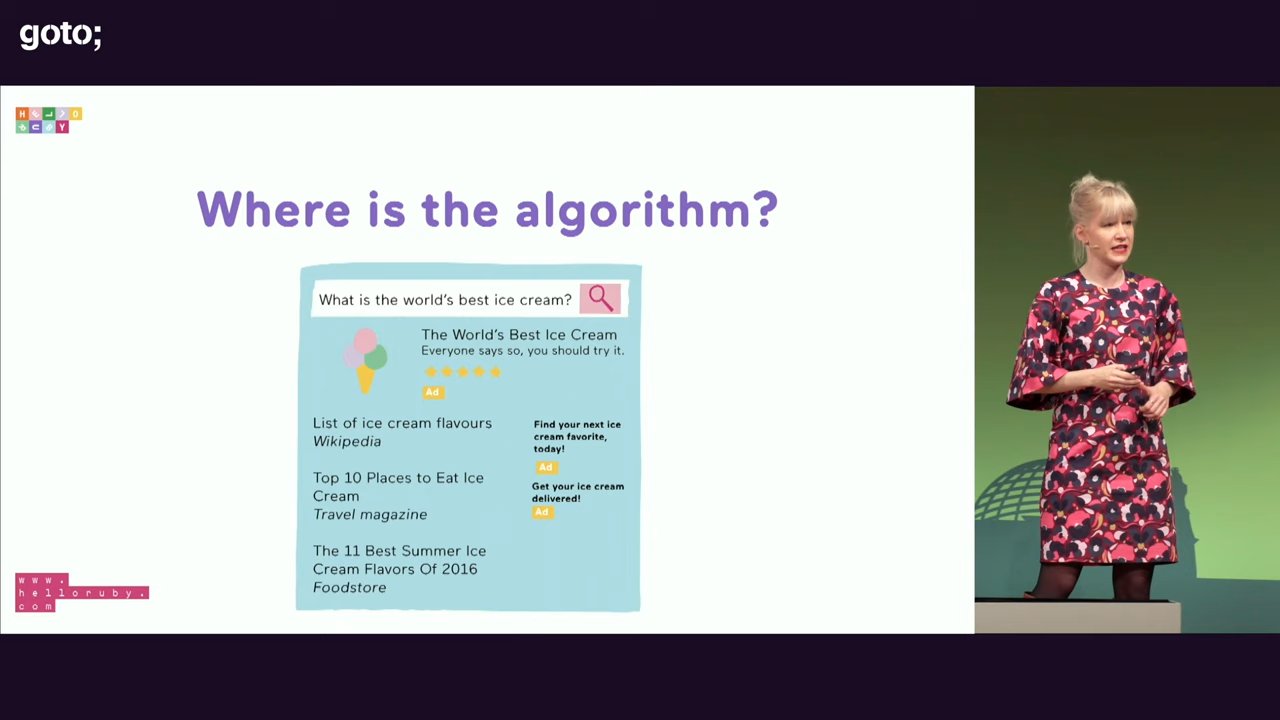 goto;
HELLO
RUBY
Where is the algorithm?
What is the world's best ice cream?
The World's Best Ice Cream
Everyone says so, you should try it.
Ad
List of ice cream flavours
Wikipedia
Top 10 Places to Eat Ice
Cream
Travel magazine
The 11 Best Summer Ice
Cream Flavors Of 2016
Foodstore
Find your next ice
cream favorite,
today!
Ad
Get your ice cream
delivered!
Ad
www.
helloruby.
com